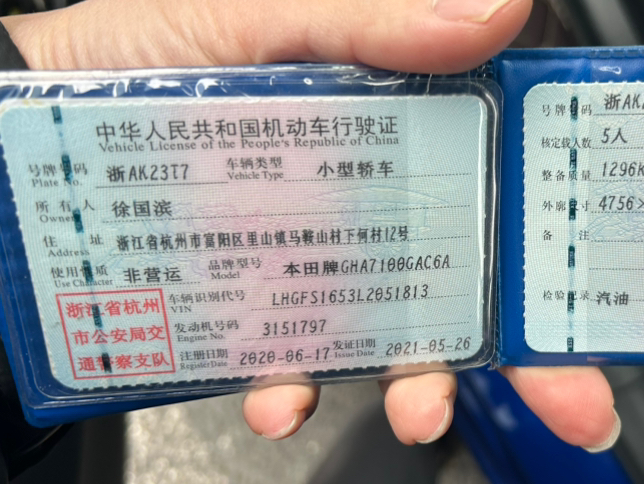 中华人民共和国机动车行驶证
Vehicle License of the People's Republic of China
号牌号码 浙AK23T7 车辆类型 小型轿车
Plate No. Vehicle Type
所有人 徐国滨
Owner
住址 浙江省杭州市富阳区里山镇马鞍山村下何村112号
Address
使用性质 非营运 品牌型号 本田牌GHA7100GAC6A
Use Character Model
浙江省杭州
市公安局交
通警察支队
车辆识别代号 LHGFS1653L2051813
VIN
发动机号码 3151797
Engine No.
注册日期 2020-06-17 发证日期 2021-05-26
Register Date Issue Date
号牌号码 浙AK
核定载人数 5人
整备质量 1296K
外廓尺寸 4756×
备注
检验记录 汽油